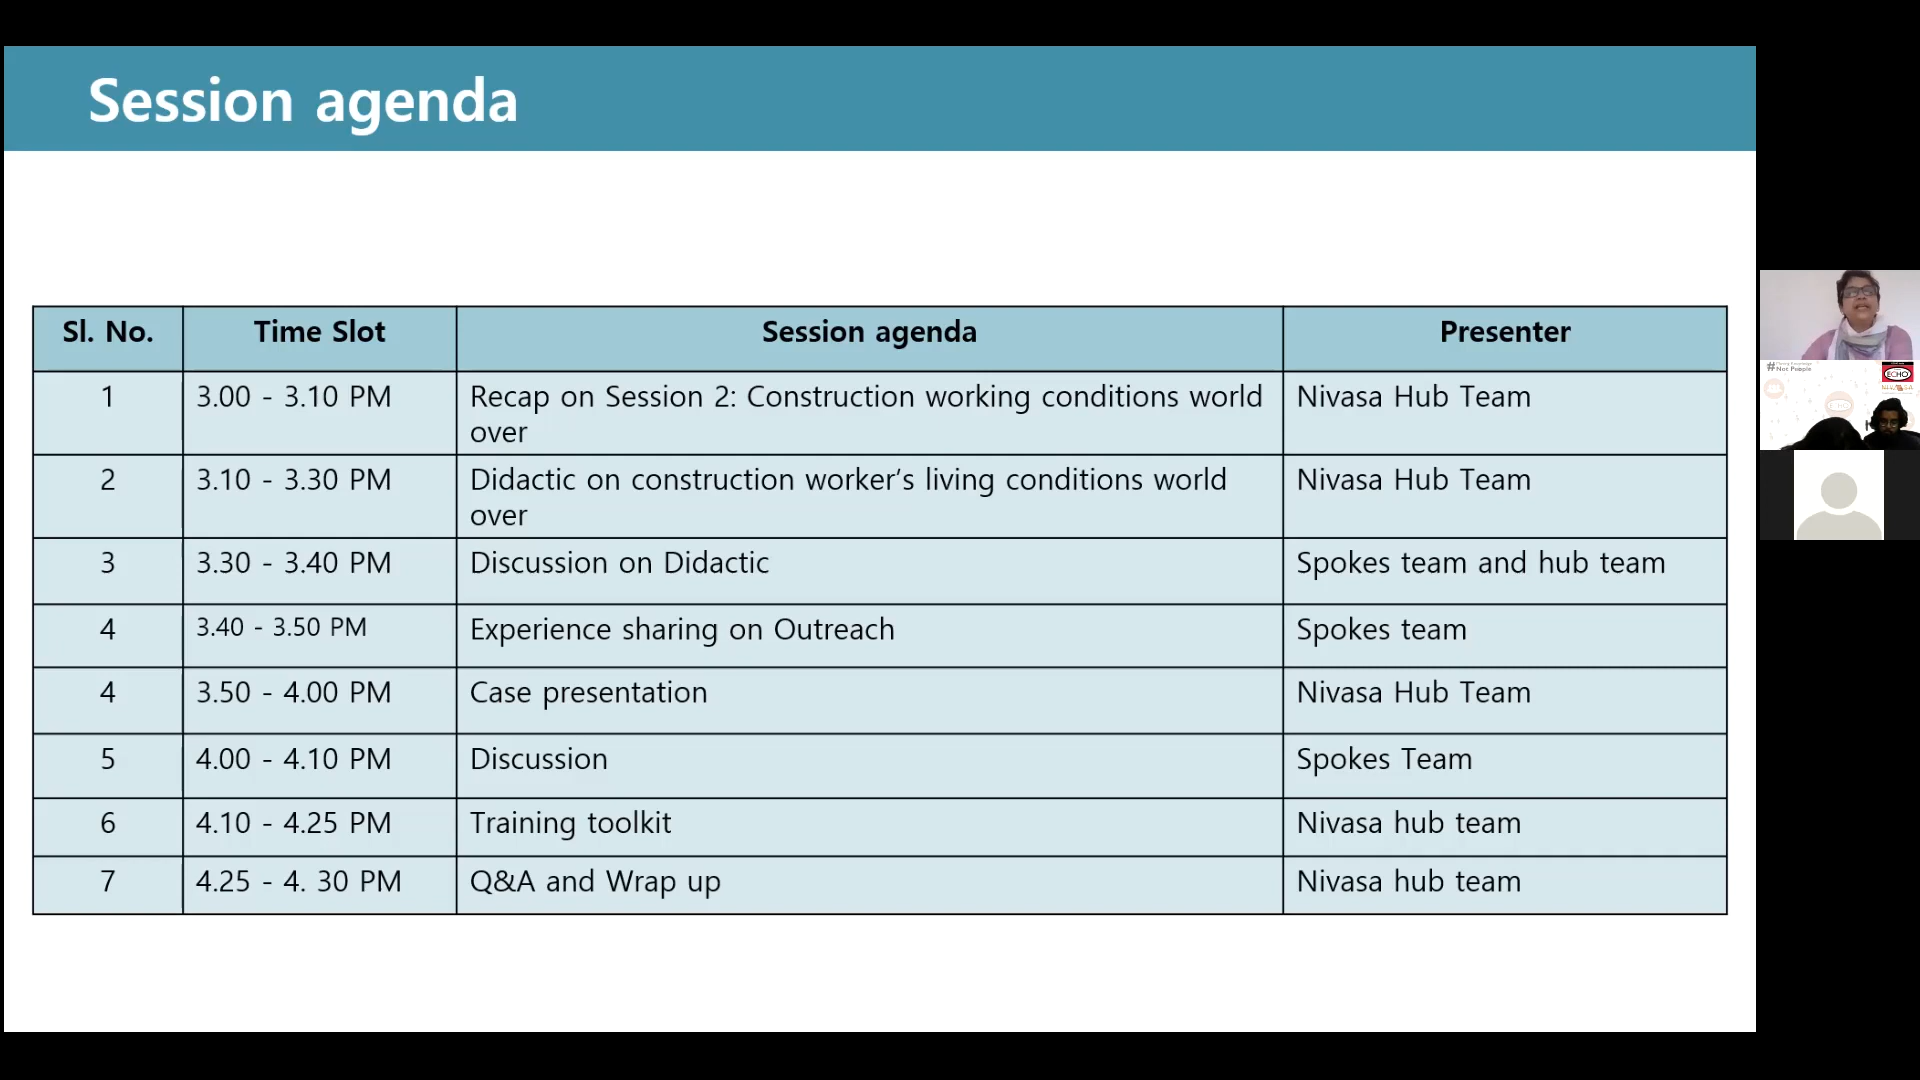 Session agenda
Sl. No. Time Slot Session agenda Presenter
1 3.00 - 3.10 PM Recap on Session 2: Construction working conditions world over Nivasa Hub Team
2 3.10 - 3.30 PM Didactic on construction worker’s living conditions world over Nivasa Hub Team
3 3.30 - 3.40 PM Discussion on Didactic Spokes team and hub team
4 3.40 - 3.50 PM Experience sharing on Outreach Spokes team
4 3.50 - 4.00 PM Case presentation Nivasa Hub Team
5 4.00 - 4.10 PM Discussion Spokes Team
6 4.10 - 4.25 PM Training toolkit Nivasa hub team
7 4.25 - 4. 30 PM Q&A and Wrap up Nivasa hub team
Not People
ECHO